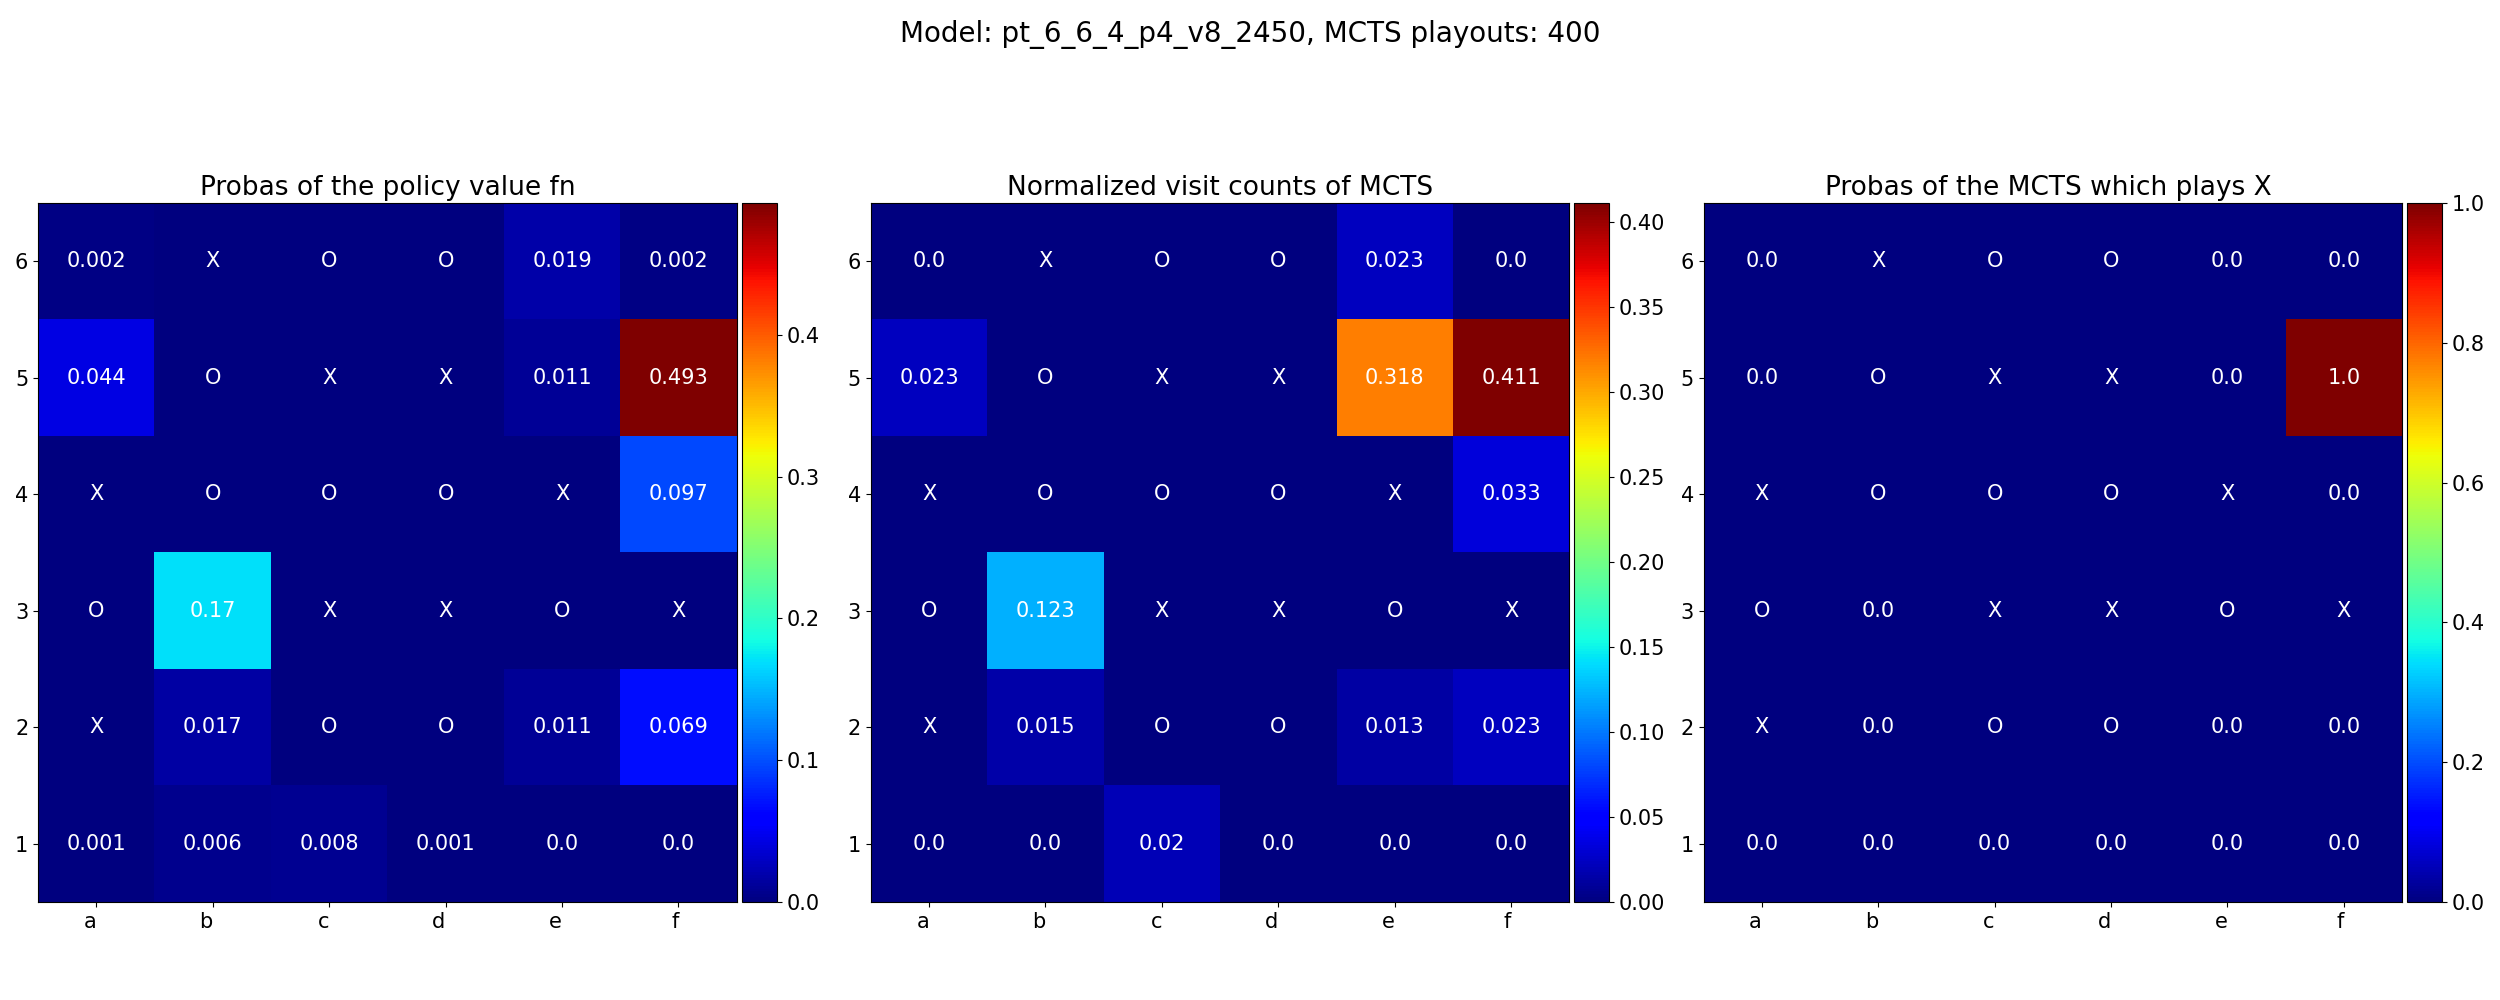 Model: pt_6_6_4_p4_v8_2450, MCTS playouts: 400
Probas of the policy value fn
6 0.002 X O O 0.019 0.002
5 0.044 O X X 0.011 0.493
4 X O O O X 0.097
3 O 0.17 X X O X
2 X 0.017 O O 0.011 0.069
1 0.001 0.006 0.008 0.001 0.0 0.0
a b c d e f
0.4
0.3
0.2
0.1
0.0
Normalized visit counts of MCTS
6 0.0 X O O 0.023 0.0
5 0.023 O X X 0.318 0.411
4 X O O O X 0.033
3 O 0.123 X X O X
2 X 0.015 O O 0.013 0.023
1 0.0 0.0 0.02 0.0 0.0 0.0
a b c d e f
0.40
0.35
0.30
0.25
0.20
0.15
0.10
0.05
0.00
Probas of the MCTS which plays X
6 0.0 X O O 0.0 0.0
5 0.0 O X X 0.0 1.0
4 X O O O X 0.0
3 O 0.0 X X O X
2 X 0.0 O O 0.0 0.0
1 0.0 0.0 0.0 0.0 0.0 0.0
a b c d e f
1.0
0.8
0.6
0.4
0.2
0.0